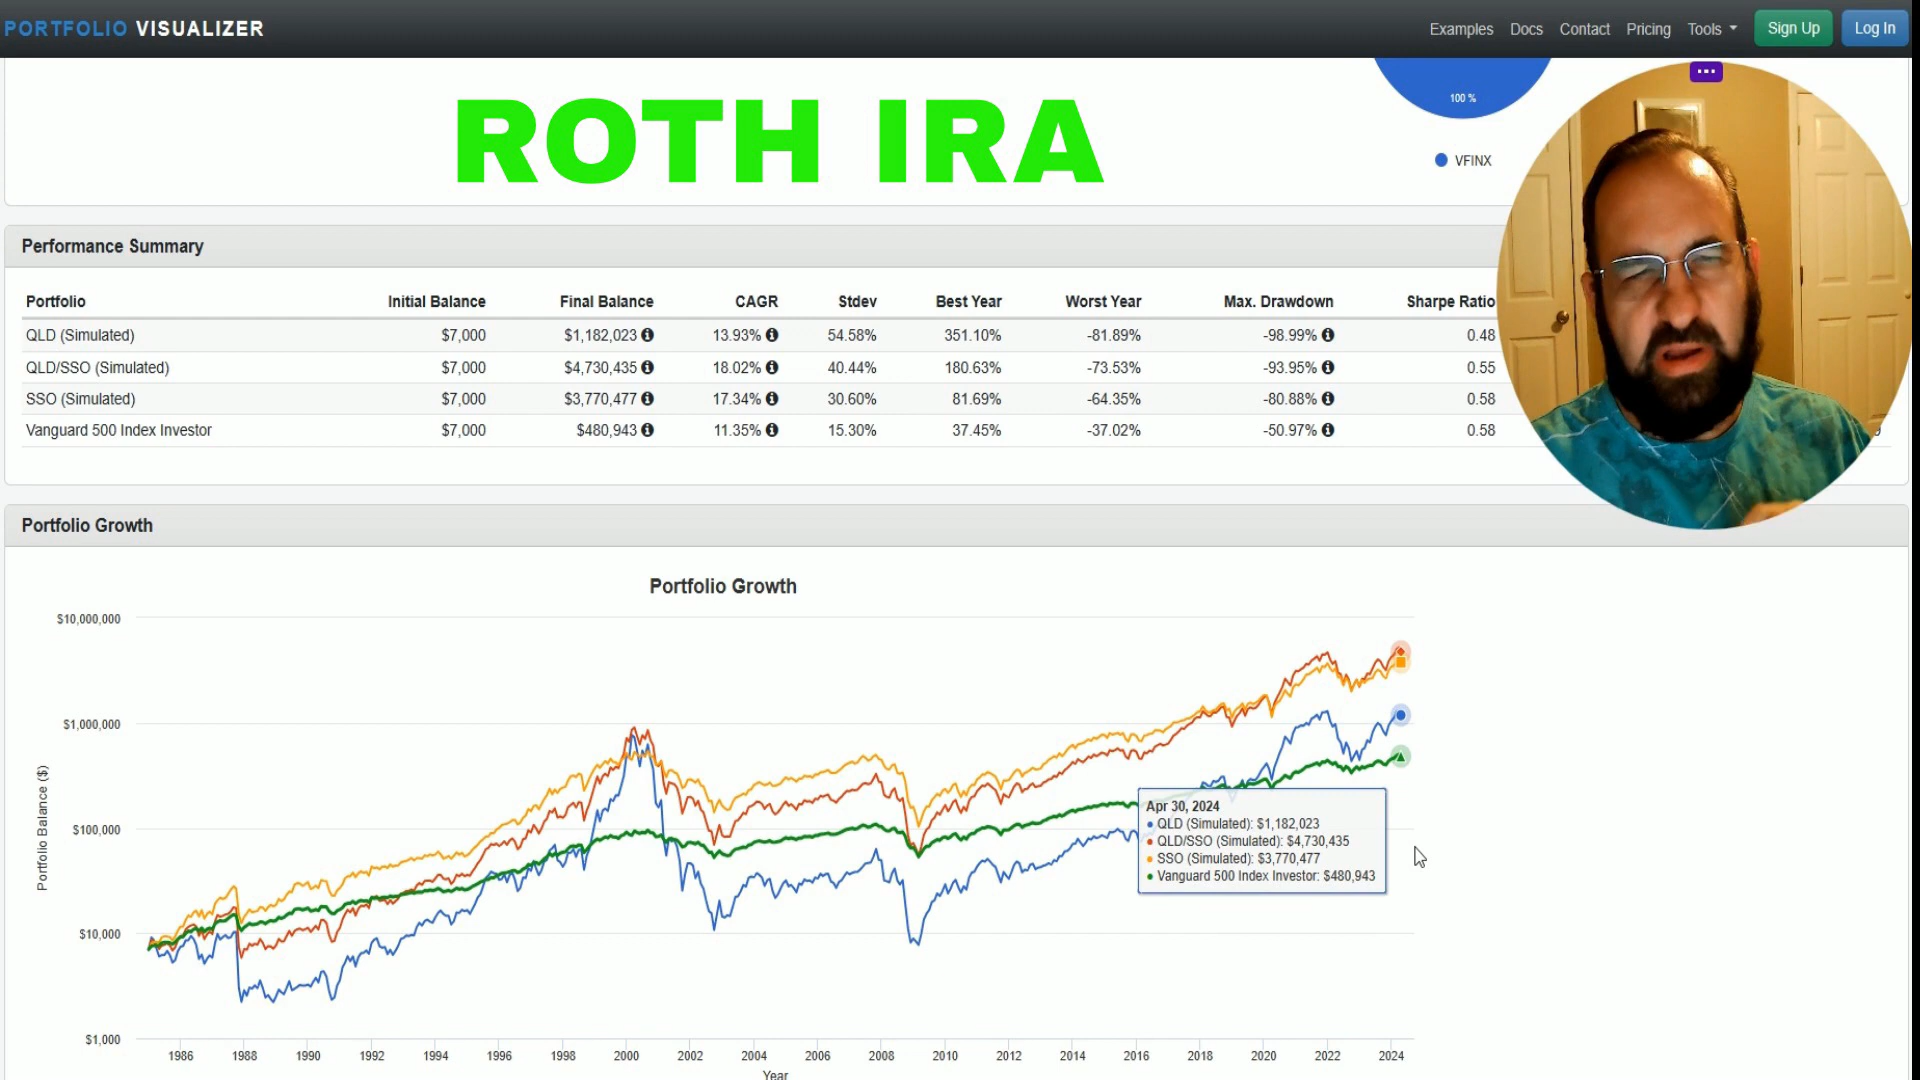 PORTFOLIO VISUALIZER
Examples Docs Contact Pricing Tools Sign Up Log In
100 %
ROTH IRA
VFINX
Performance Summary
Portfolio Initial Balance Final Balance CAGR Stdev Best Year Worst Year Max. Drawdown Sharpe Ratio
QLD (Simulated) $7,000 $1,182,023 13.93% 54.58% 351.10% -81.89% -98.99% 0.48
QLD/SSO (Simulated) $7,000 $4,730,435 18.02% 40.44% 180.63% -73.53% -93.95% 0.55
SSO (Simulated) $7,000 $3,770,477 17.34% 30.60% 81.69% -64.35% -80.88% 0.58
Vanguard 500 Index Investor $7,000 $480,943 11.35% 15.30% 37.45% -37.02% -50.97% 0.58
Portfolio Growth
Portfolio Growth
$10,000,000
$1,000,000
$100,000
$10,000
$1,000
Portfolio Balance ($)
Apr 30, 2024
QLD (Simulated): $1,182,023
QLD/SSO (Simulated): $4,730,435
SSO (Simulated): $3,770,477
Vanguard 500 Index Investor: $480,943
1986 1988 1990 1992 1994 1996 1998 2000 2002 2004 2006 2008 2010 2012 2014 2016 2018 2020 2022 2024
Year